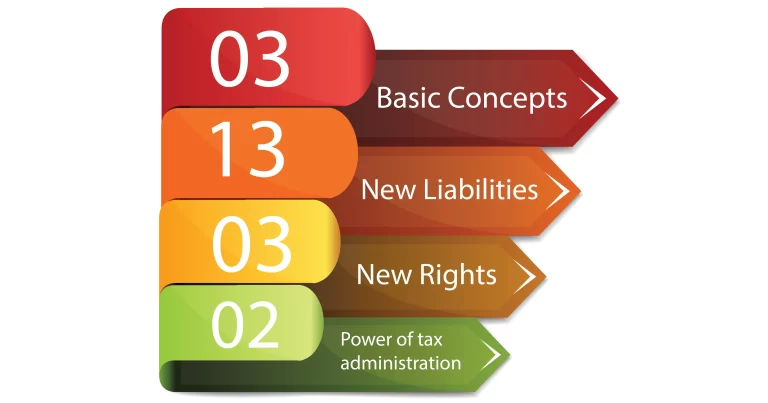 03
Basic Concepts
13
New Liabilities
03
New Rights
02
Power of tax
administration